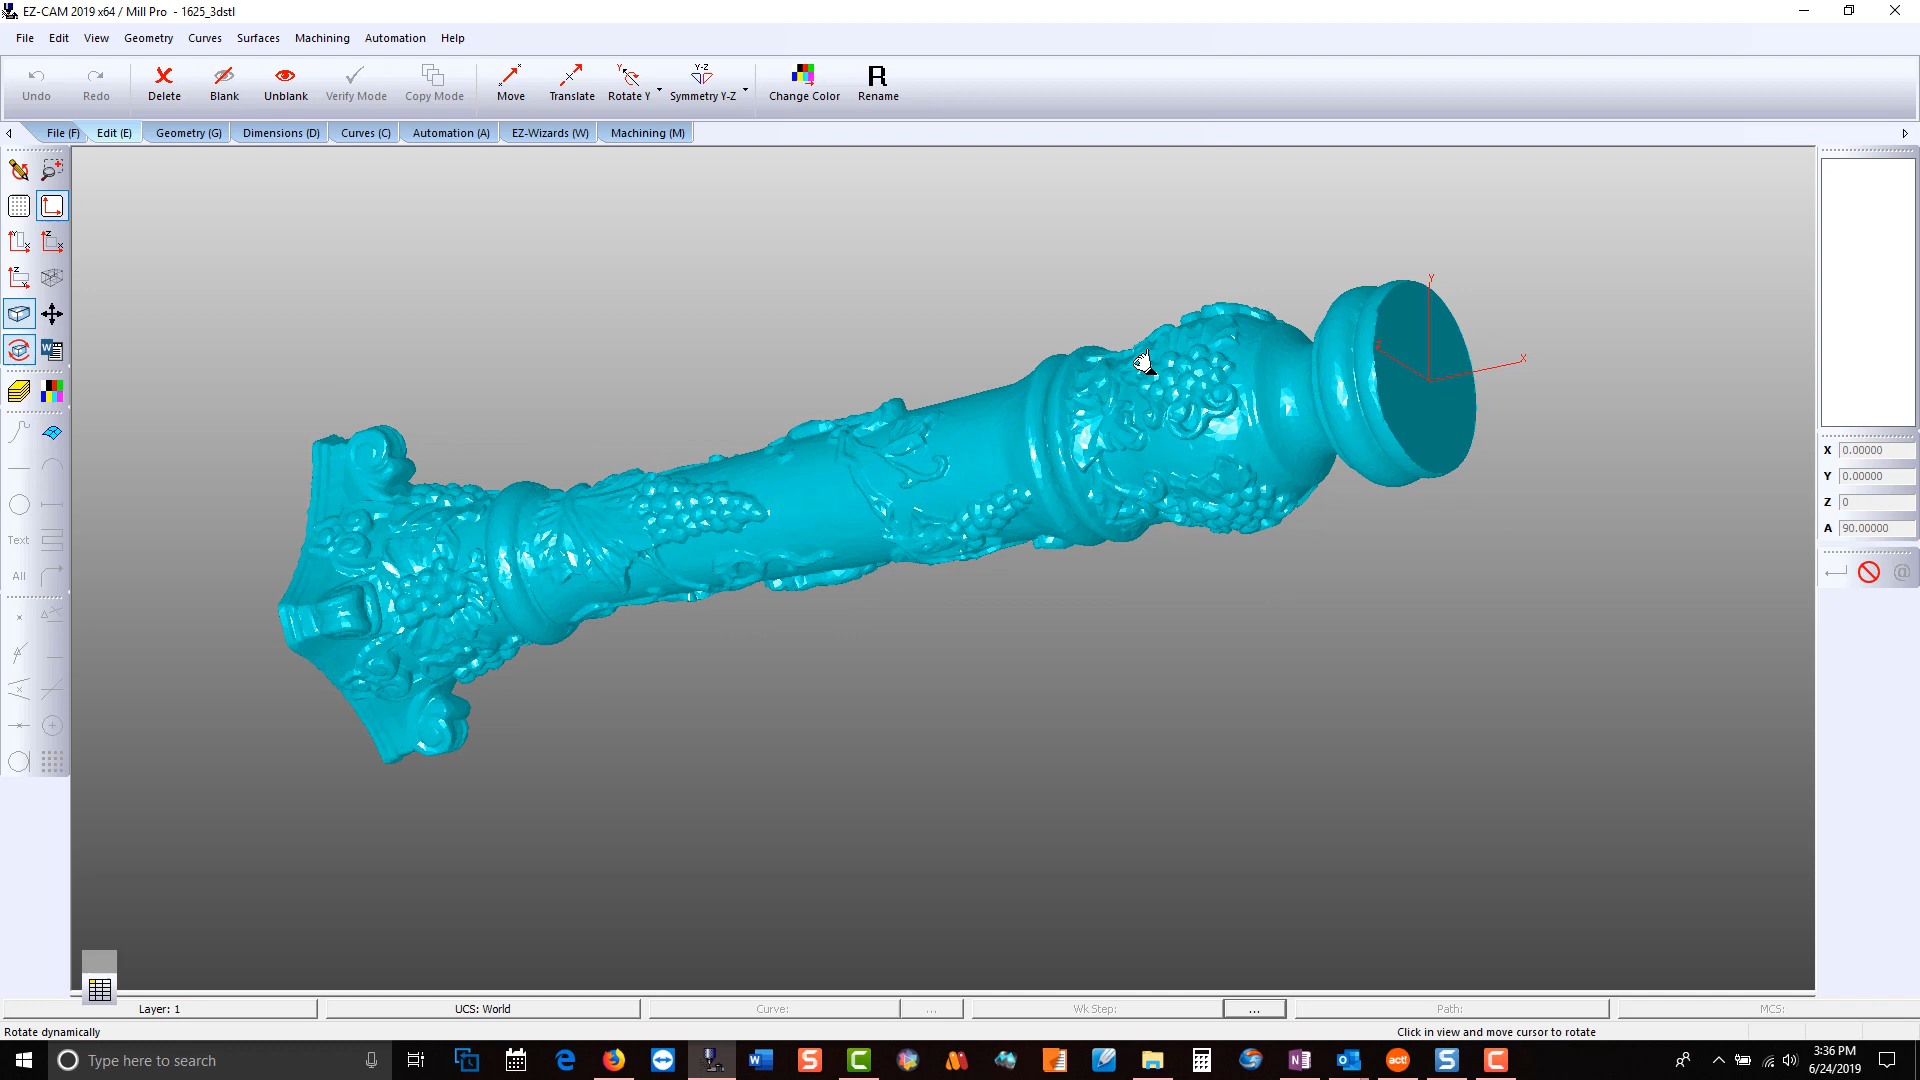 EZ-CAM 2019 x64 / Mill Pro - 1625_3dstl
File Edit View Geometry Curves Surfaces Machining Automation Help
Undo Redo Delete Blank Unblank Verify Mode Copy Mode Move Translate Rotate Y Symmetry Y-Z Change Color Rename
Y Y-Z R
File (F) Edit (E) Geometry (G) Dimensions (D) Curves (C) Automation (A) EZ-Wizards (W) Machining (M)
Y
X
Z
X 0.00000
Y 0.00000
Z 0
A 90.00000
Text
All
Layer: 1 UCS: World Curve: ... Wk Step: ... Path: MCS:
Rotate dynamically Click in view and move cursor to rotate
Type here to search
act!
3:36 PM
6/24/2019